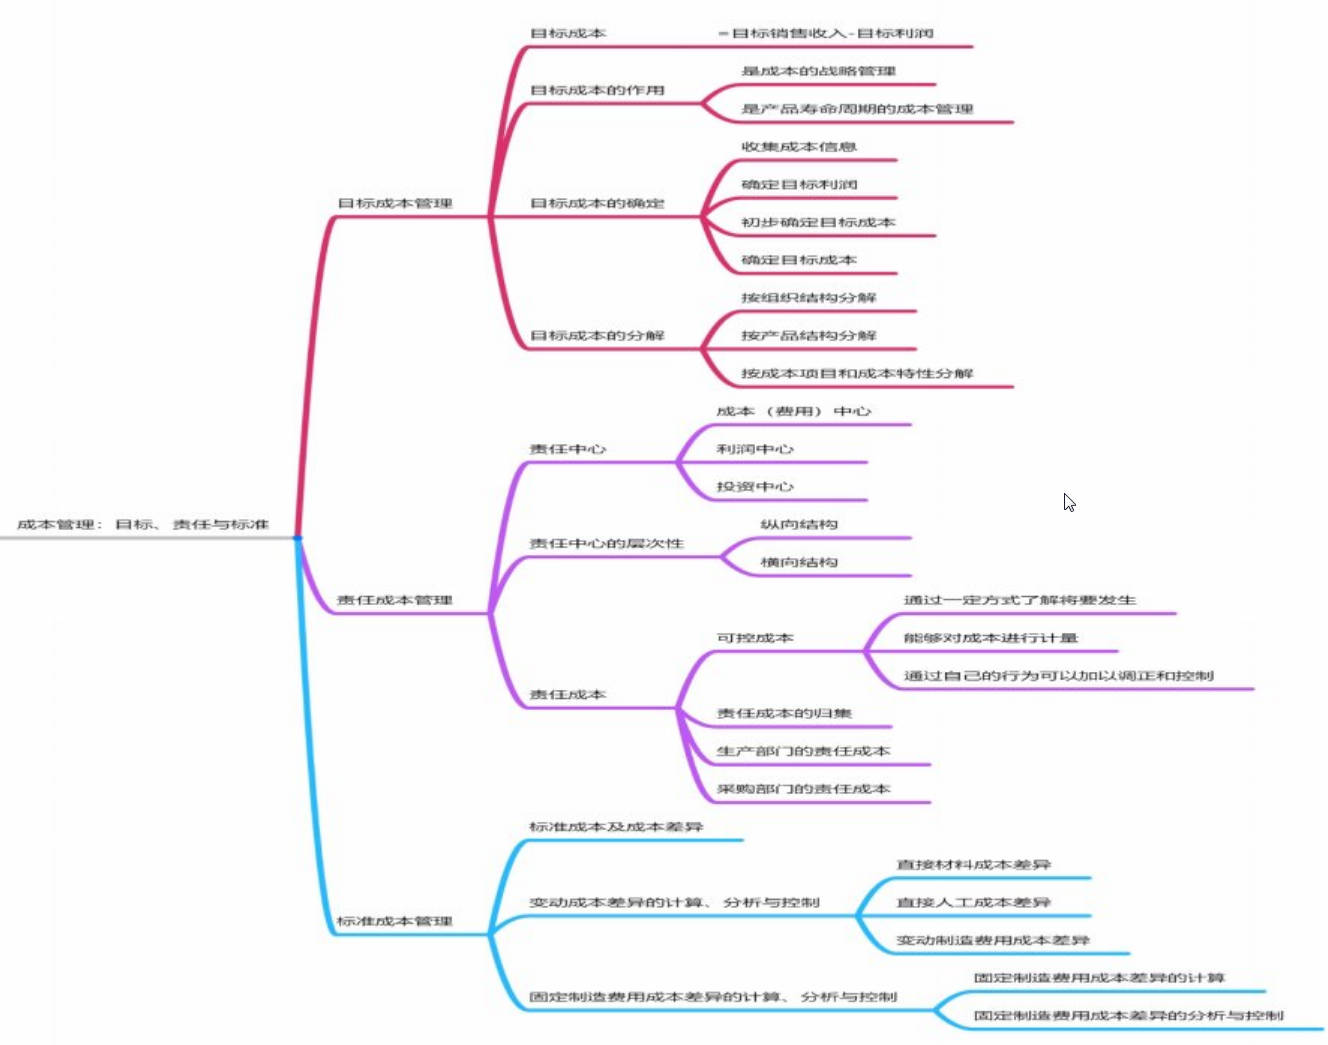 目标成本
=目标销售收入-目标利润
是成本的战略管理
目标成本的作用
是产品寿命周期的成本管理
收集成本信息
确定目标利润
目标成本管理
目标成本的确定
初步确定目标成本
确定目标成本
按组织结构分解
目标成本的分解
按产品结构分解
按成本项目和成本特性分解
成本（费用）中心
责任中心
利润中心
投资中心
成本管理：目标、责任与标准
纵向结构
责任中心的层次性
横向结构
责任成本管理
通过一定方式了解将要发生
可控成本
能够对成本进行计量
通过自己的行为可以加以调正和控制
责任成本
责任成本的归集
生产部门的责任成本
采购部门的责任成本
标准成本及成本差异
直接材料成本差异
变动成本差异的计算、分析与控制
直接人工成本差异
标准成本管理
变动制造费用成本差异
固定制造费用成本差异的计算
固定制造费用成本差异的计算、分析与控制
固定制造费用成本差异的分析与控制